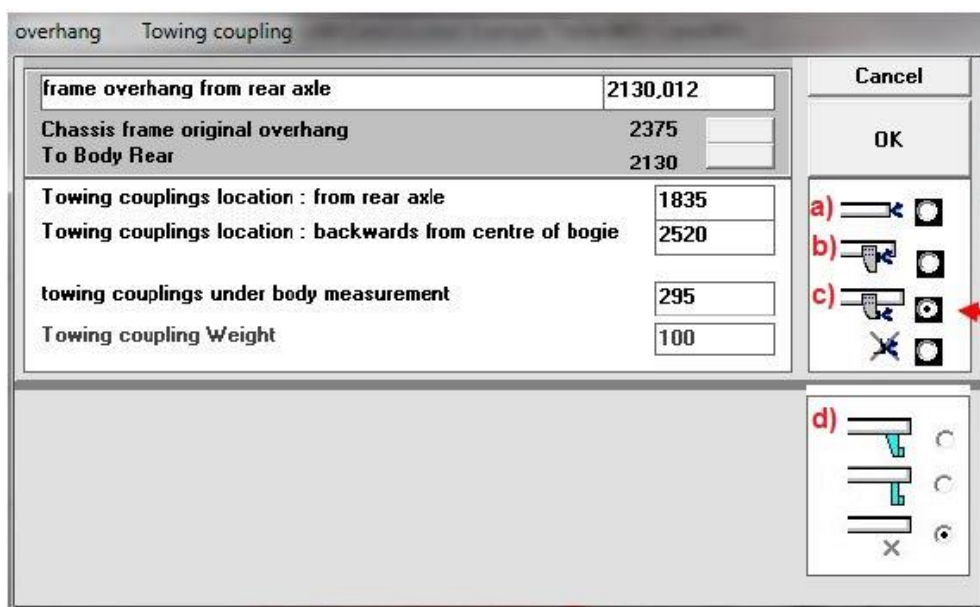 overhang Towing coupling
frame overhang from rear axle 2130,012
Cancel
Chassis frame original overhang 2375
To Body Rear 2130
OK
Towing couplings location : from rear axle 1835
a)
Towing couplings location : backwards from centre of bogie 2520
b)
towing couplings under body measurement 295
c)
Towing coupling Weight 100
d)